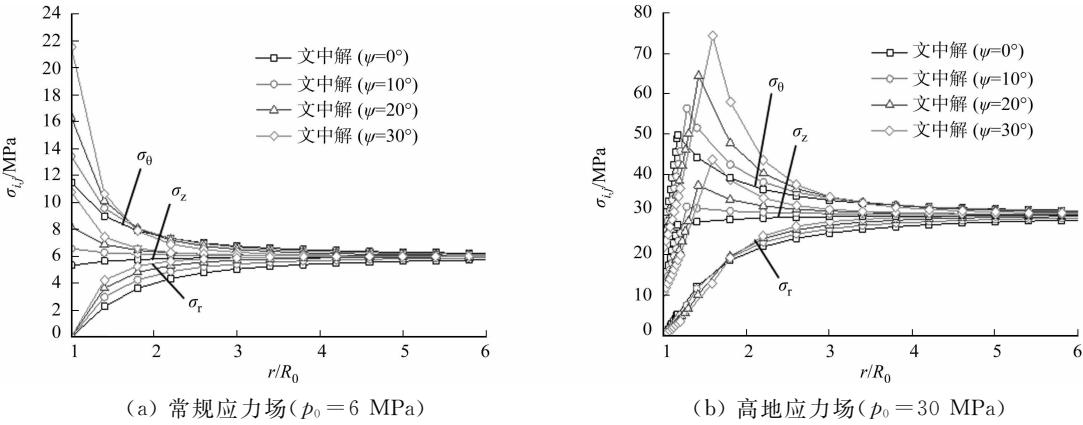 24
22
20
18
16
14
12
10
8
6
4
2
0
σi,j/MPa
文中解 (ψ=0°)
文中解 (ψ=10°)
文中解 (ψ=20°)
文中解 (ψ=30°)
σθ
σz
σr
1 2 3 4 5 6
r/R0
(a) 常规应力场(p0=6 MPa)
80
70
60
50
40
30
20
10
0
σi,j/MPa
文中解 (ψ=0°)
文中解 (ψ=10°)
文中解 (ψ=20°)
文中解 (ψ=30°)
σθ
σz
σr
1 2 3 4 5 6
r/R0
(b) 高地应力场(p0=30 MPa)